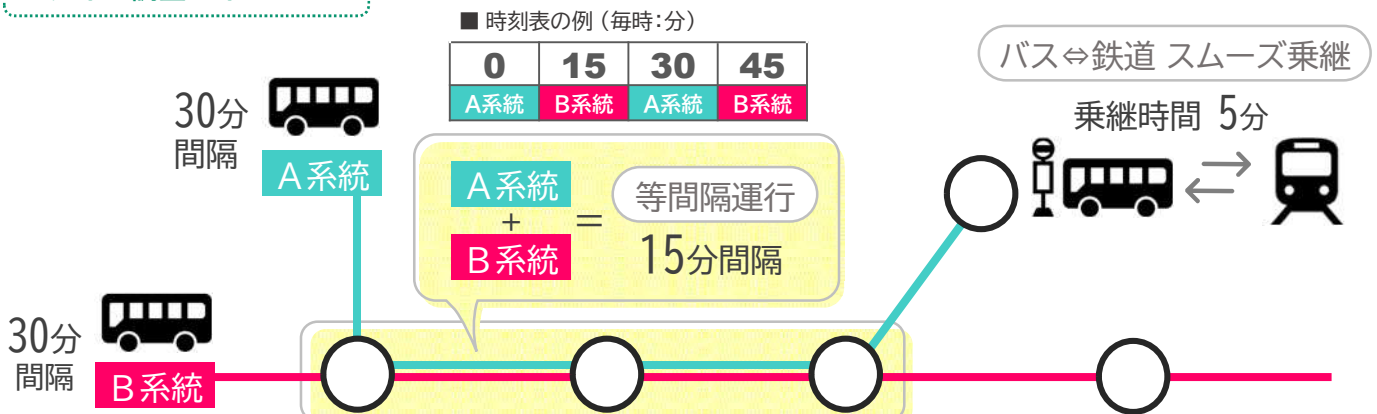 ■ 時刻表の例（毎時：分）
0 15 30 45
A系統 B系統 A系統 B系統
バス⇔鉄道 スムーズ乗継
乗継時間 5分
30分
間隔
A系統
A系統
+
B系統
=
等間隔運行
15分間隔
30分
間隔
B系統